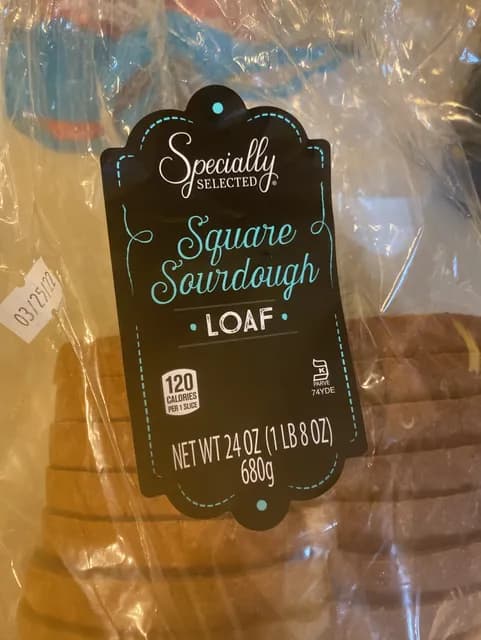 Specially
SELECTED®
Square
Sourdough
• LOAF •
03/25/22
120
CALORIES
PER 1 SLICE
K
PARVE
74YDE
NET WT 24 OZ (1 LB 8 OZ)
680g